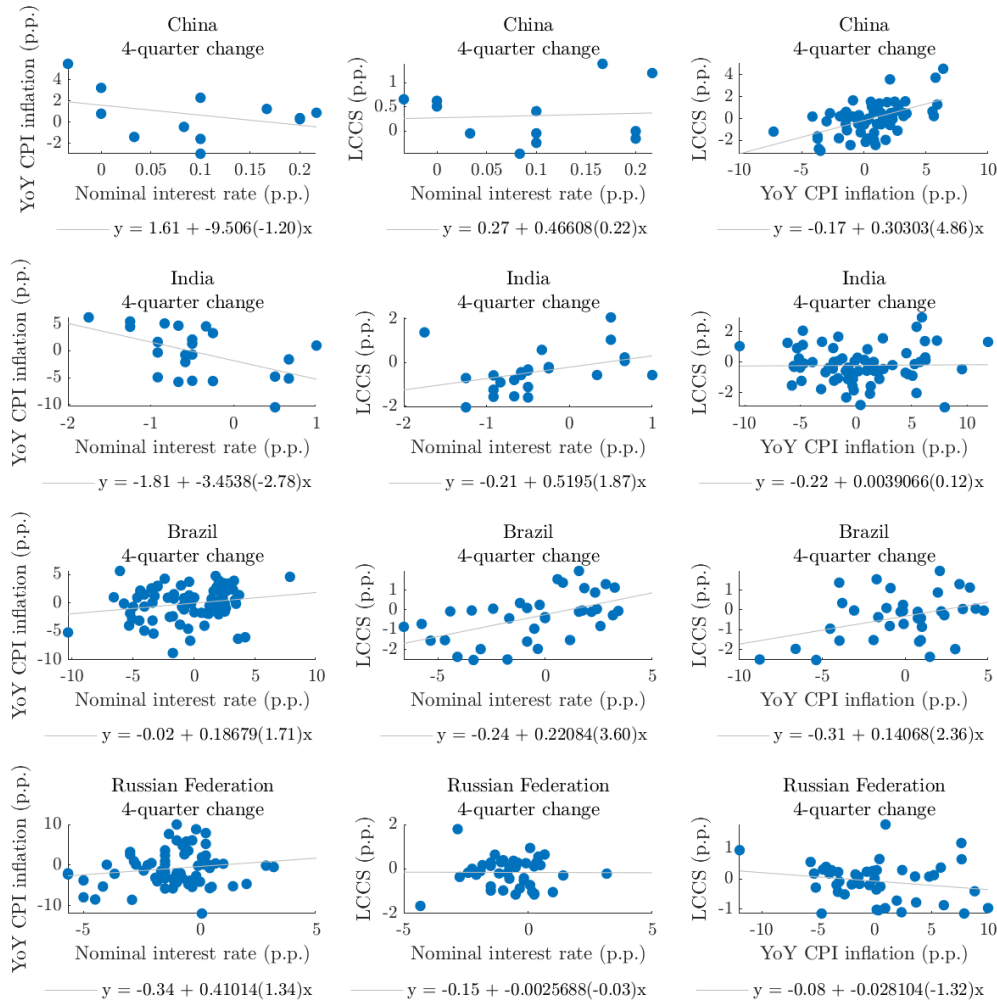 China
4-quarter change
YoY CPI inflation (p.p.)
4
2
0
-2
0
0.05
0.1
0.15
0.2
Nominal interest rate (p.p.)
y = 1.61 + -9.506(-1.20)x
China
4-quarter change
LCCS (p.p.)
1
0.5
0
0
0.05
0.1
0.15
0.2
Nominal interest rate (p.p.)
y = 0.27 + 0.46608(0.22)x
China
4-quarter change
LCCS (p.p.)
4
2
0
-2
-10
-5
0
5
10
YoY CPI inflation (p.p.)
y = -0.17 + 0.30303(4.86)x
India
4-quarter change
YoY CPI inflation (p.p.)
5
0
-5
-10
-2
-1
0
1
Nominal interest rate (p.p.)
y = -1.81 + -3.4538(-2.78)x
India
4-quarter change
LCCS (p.p.)
2
0
-2
-2
-1
0
1
Nominal interest rate (p.p.)
y = -0.21 + 0.5195(1.87)x
India
4-quarter change
LCCS (p.p.)
2
0
-2
-10
-5
0
5
10
YoY CPI inflation (p.p.)
y = -0.22 + 0.0039066(0.12)x
Brazil
4-quarter change
YoY CPI inflation (p.p.)
5
0
-5
-10
-10
-5
0
5
10
Nominal interest rate (p.p.)
y = -0.02 + 0.18679(1.71)x
Brazil
4-quarter change
LCCS (p.p.)
1
0
-1
-2
-5
0
5
Nominal interest rate (p.p.)
y = -0.24 + 0.22084(3.60)x
Brazil
4-quarter change
LCCS (p.p.)
1
0
-1
-2
-10
-5
0
5
YoY CPI inflation (p.p.)
y = -0.31 + 0.14068(2.36)x
Russian Federation
4-quarter change
YoY CPI inflation (p.p.)
10
0
-10
-5
0
5
Nominal interest rate (p.p.)
y = -0.34 + 0.41014(1.34)x
Russian Federation
4-quarter change
LCCS (p.p.)
2
0
-2
-5
0
5
Nominal interest rate (p.p.)
y = -0.15 + -0.0025688(-0.03)x
Russian Federation
4-quarter change
LCCS (p.p.)
1
0
-1
-10
-5
0
5
10
YoY CPI inflation (p.p.)
y = -0.08 + -0.028104(-1.32)x